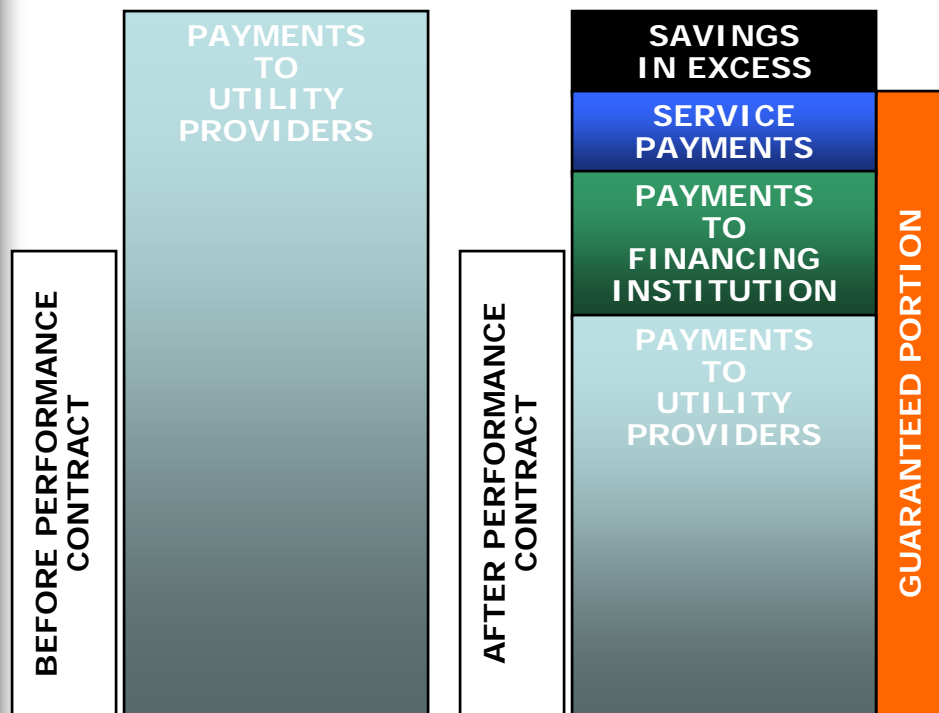 BEFORE PERFORMANCE
CONTRACT
PAYMENTS
TO
UTILITY
PROVIDERS
AFTER PERFORMANCE
CONTRACT
SAVINGS
IN EXCESS
SERVICE
PAYMENTS
PAYMENTS
TO
FINANCING
INSTITUTION
PAYMENTS
TO
UTILITY
PROVIDERS
GUARANTEED PORTION